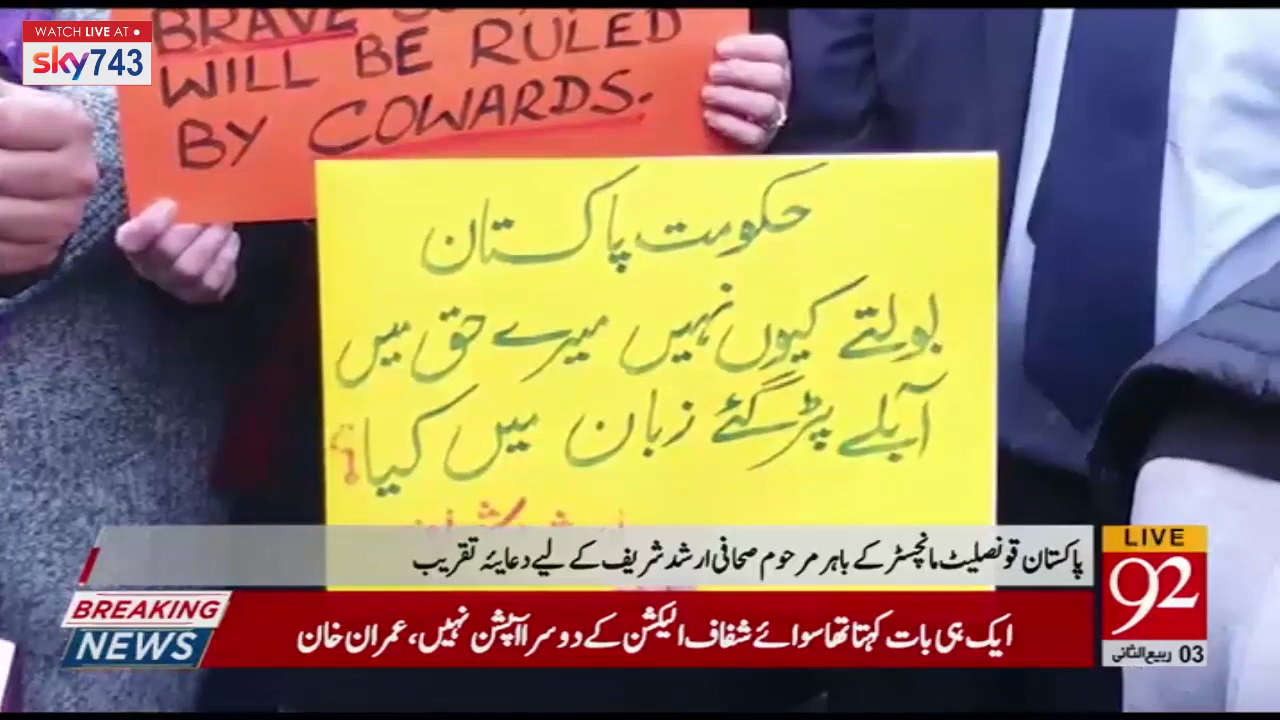 WATCH LIVE AT
sky743
BRAVE
WILL BE RULED
BY COWARDS.
حکومت پاکستان
بولتے کیوں نہیں میرے حق میں
آبلے پڑ گئے زبان میں کیا؟
پاکستان قونصلیٹ مانچسٹر کے باہر مرحوم صحافی ارشد شریف کے لیے دعائیہ تقریب
LIVE
92
BREAKING
NEWS
ایک ہی بات کہتا تھا سوائے شفاف الیکشن کے دوسرا آپشن نہیں، عمران خان
03 ربیع الثانی